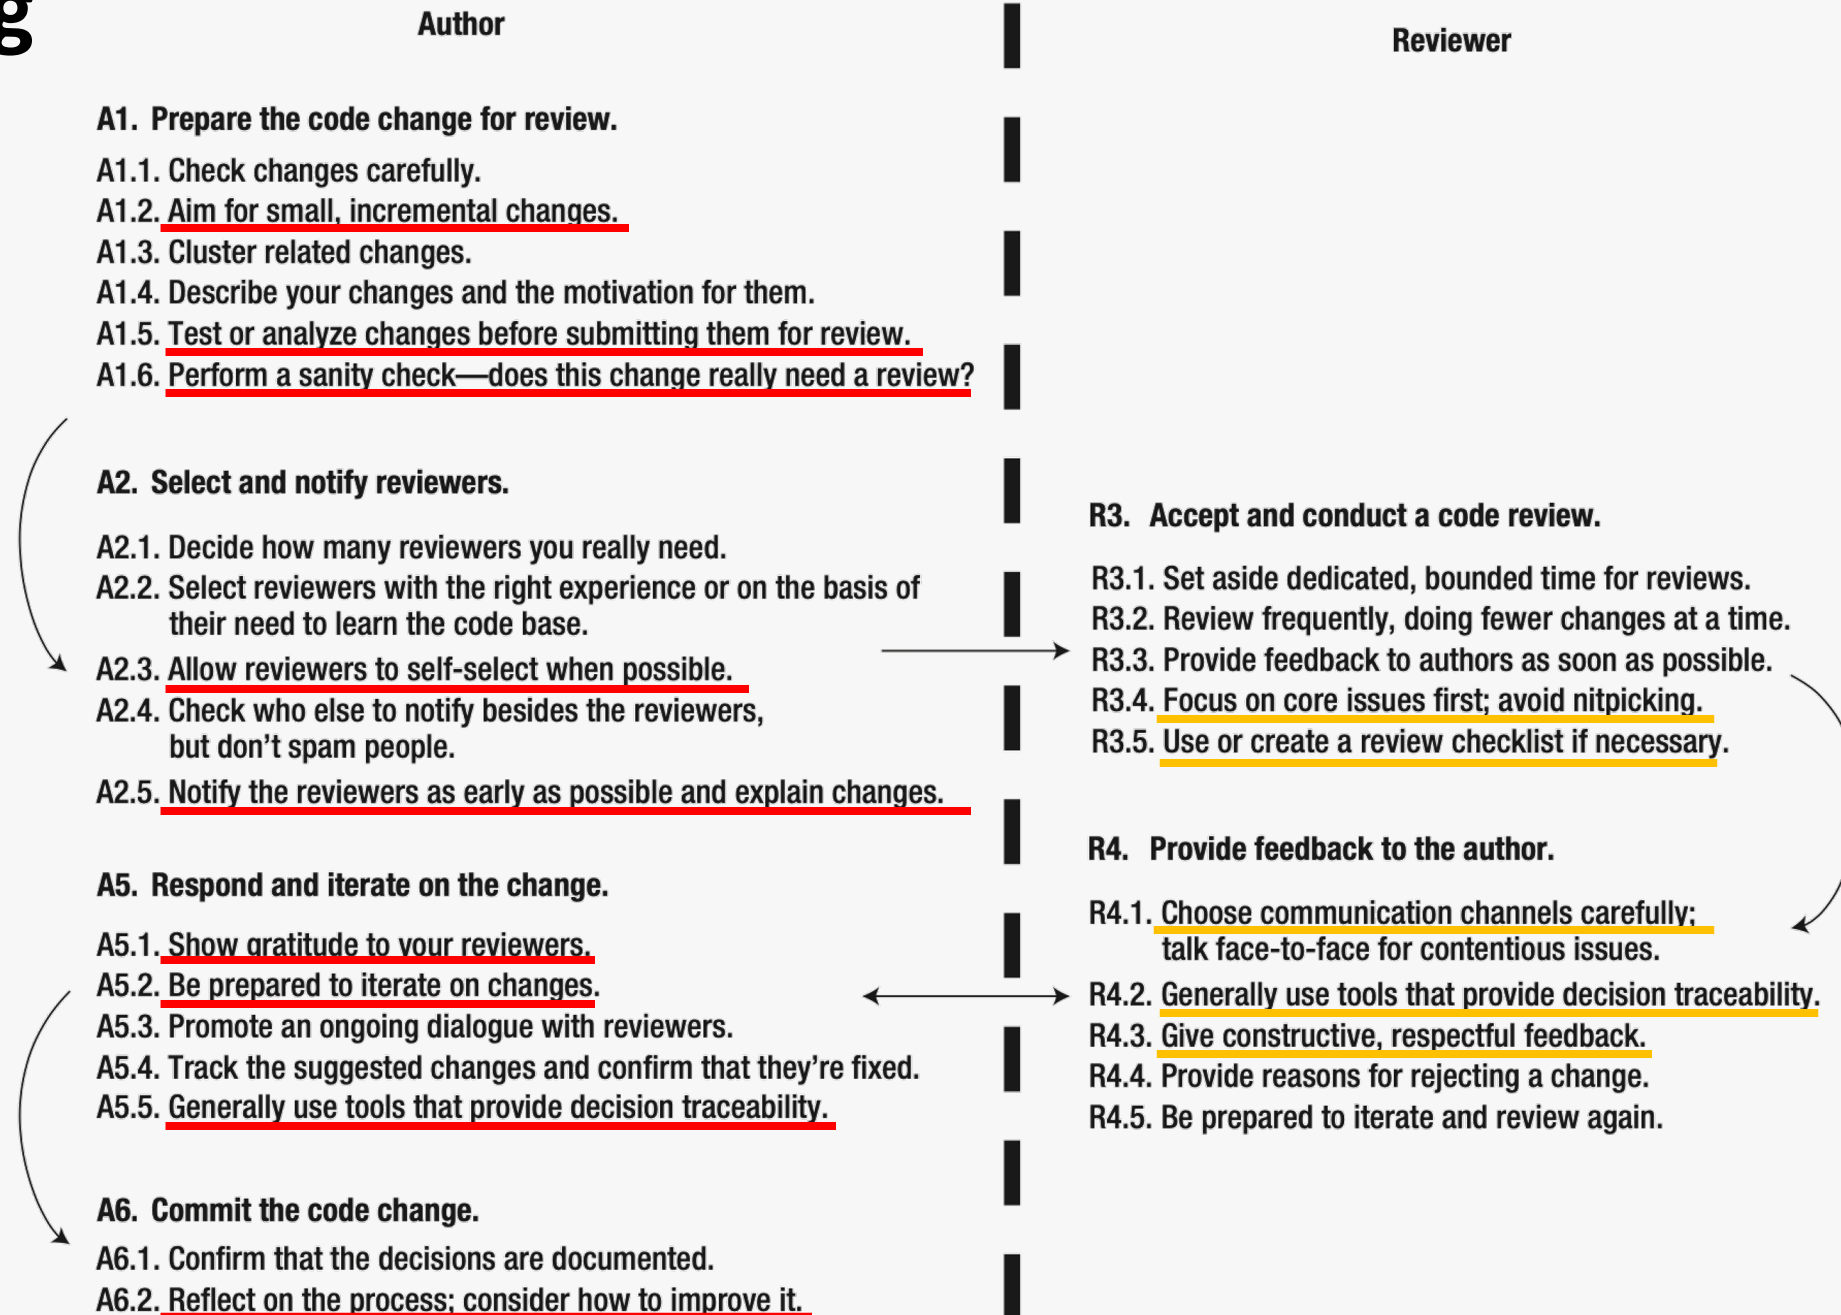 g
Author
A1. Prepare the code change for review.
A1.1. Check changes carefully.
A1.2. Aim for small, incremental changes.
A1.3. Cluster related changes.
A1.4. Describe your changes and the motivation for them.
A1.5. Test or analyze changes before submitting them for review.
A1.6. Perform a sanity check—does this change really need a review?
A2. Select and notify reviewers.
A2.1. Decide how many reviewers you really need.
A2.2. Select reviewers with the right experience or on the basis of
their need to learn the code base.
A2.3. Allow reviewers to self-select when possible.
A2.4. Check who else to notify besides the reviewers,
but don’t spam people.
A2.5. Notify the reviewers as early as possible and explain changes.
A5. Respond and iterate on the change.
A5.1. Show gratitude to your reviewers.
A5.2. Be prepared to iterate on changes.
A5.3. Promote an ongoing dialogue with reviewers.
A5.4. Track the suggested changes and confirm that they’re fixed.
A5.5. Generally use tools that provide decision traceability.
A6. Commit the code change.
A6.1. Confirm that the decisions are documented.
A6.2. Reflect on the process; consider how to improve it.
Reviewer
R3. Accept and conduct a code review.
R3.1. Set aside dedicated, bounded time for reviews.
R3.2. Review frequently, doing fewer changes at a time.
R3.3. Provide feedback to authors as soon as possible.
R3.4. Focus on core issues first; avoid nitpicking.
R3.5. Use or create a review checklist if necessary.
R4. Provide feedback to the author.
R4.1. Choose communication channels carefully;
talk face-to-face for contentious issues.
R4.2. Generally use tools that provide decision traceability.
R4.3. Give constructive, respectful feedback.
R4.4. Provide reasons for rejecting a change.
R4.5. Be prepared to iterate and review again.